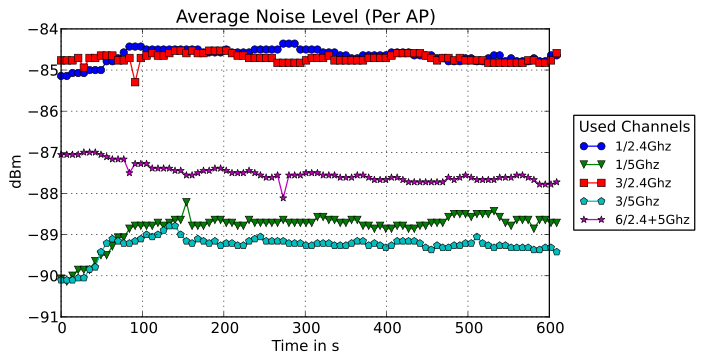 Average Noise Level (Per AP)
−84
−85
−86
−87
−88
−89
−90
−91
dBm
0 100 200 300 400 500 600
Time in s
Used Channels
1/2.4Ghz
1/5Ghz
3/2.4Ghz
3/5Ghz
6/2.4+5Ghz